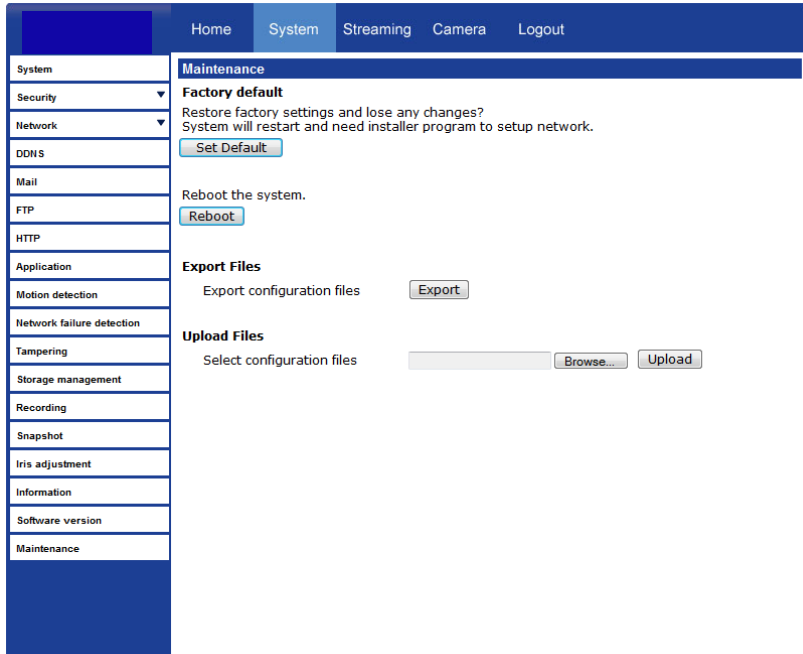 Home System Streaming Camera Logout
System
Security
Network
DDNS
Mail
FTP
HTTP
Application
Motion detection
Network failure detection
Tampering
Storage management
Recording
Snapshot
Iris adjustment
Information
Software version
Maintenance
Maintenance
Factory default
Restore factory settings and lose any changes?
System will restart and need installer program to setup network.
Set Default
Reboot the system.
Reboot
Export Files
Export configuration files Export
Upload Files
Select configuration files Browse... Upload